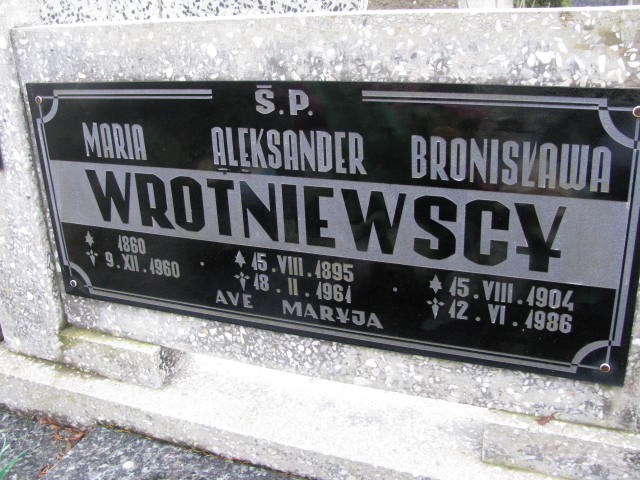 Ś.P.
MARIA ALEKSANDER BRONISŁAWA
WROTNIEWSCY
1860 15.VIII.1895 15.VIII.1904
9.XII.1960 18.II.1961 12.VI.1986
AVE MARYJA